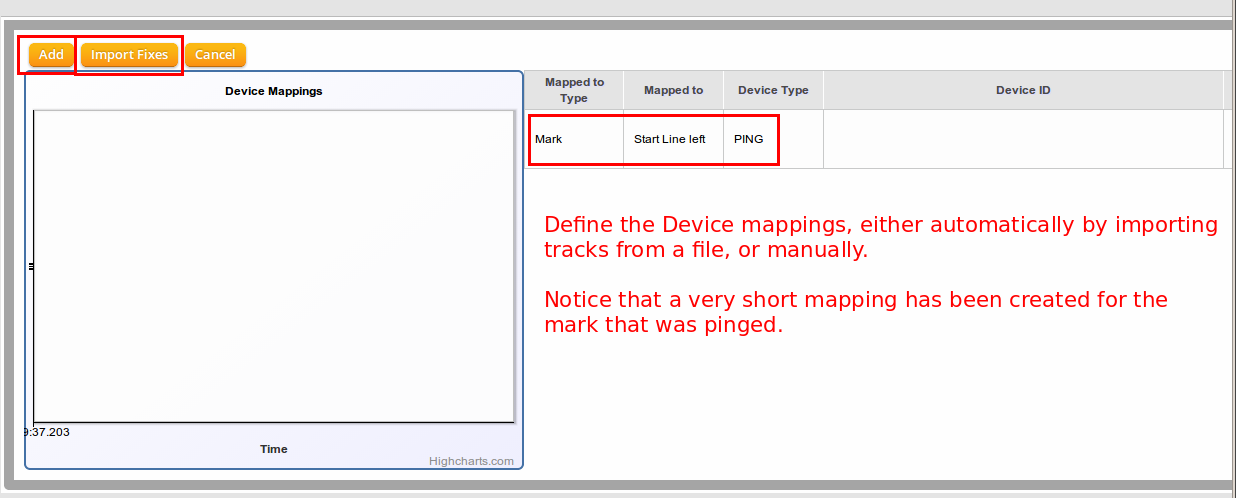 Add Import Fixes Cancel
Device Mappings
9:37.203
Time
Highcharts.com
Mapped to Type Mapped to Device Type Device ID
Mark Start Line left PING
Define the Device mappings, either automatically by importing
tracks from a file, or manually.
Notice that a very short mapping has been created for the
mark that was pinged.